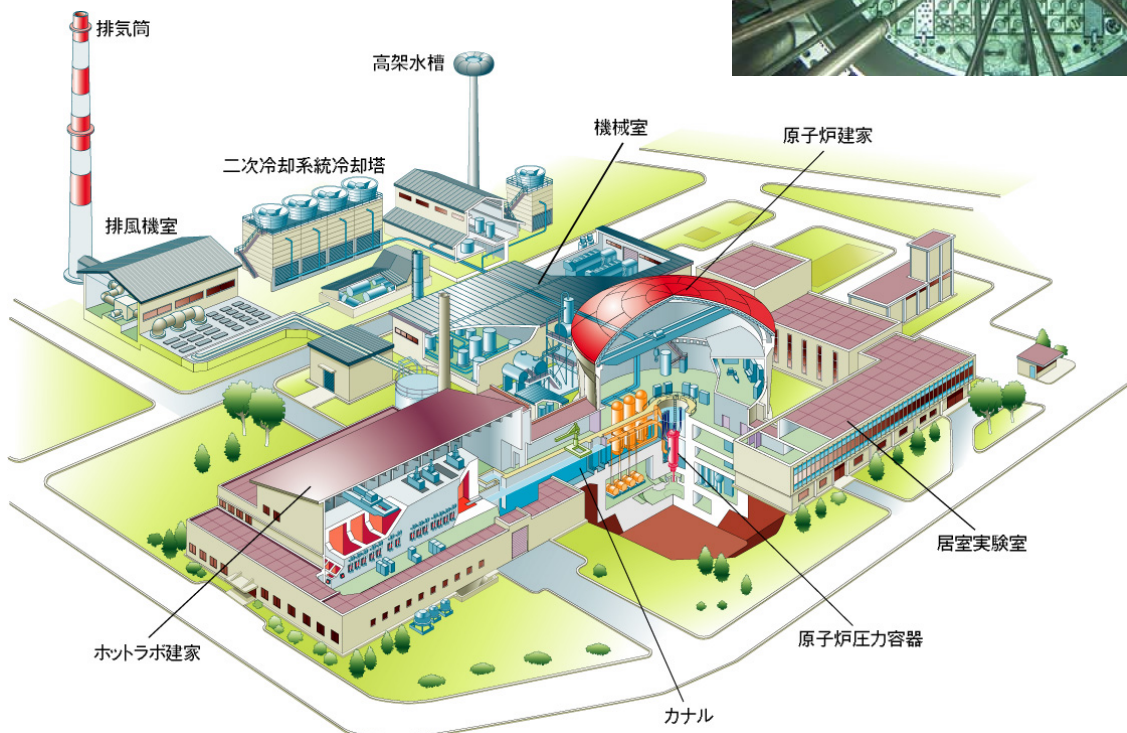 排気筒
高架水槽
機械室
原子炉建家
二次冷却系統冷却塔
排風機室
居室実験室
原子炉圧力容器
ホットラボ建家
カナル